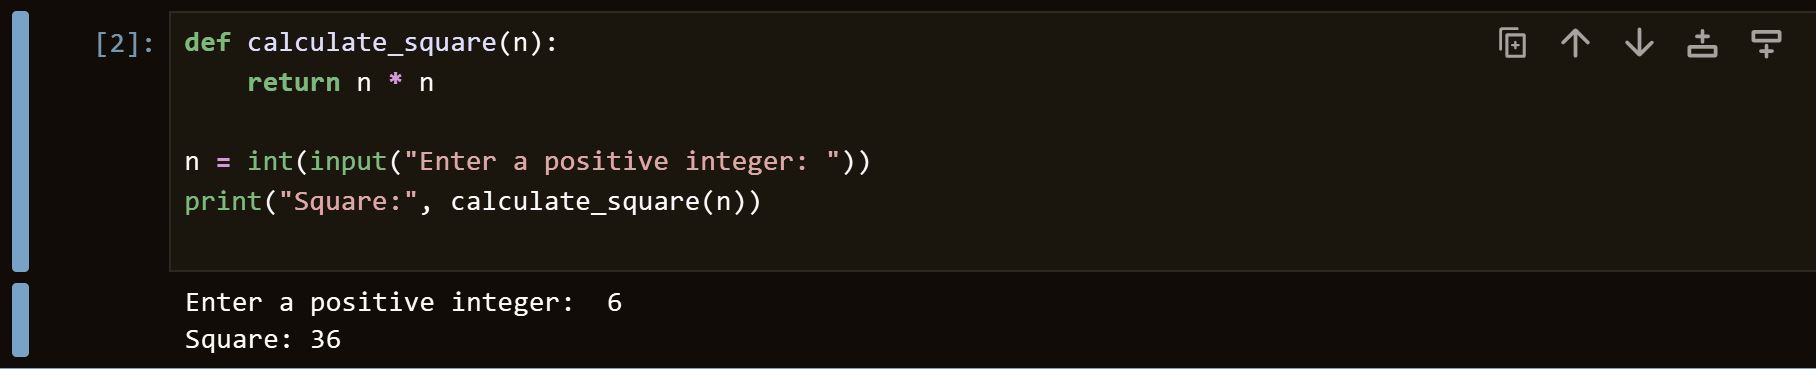 [2]:
def calculate_square(n):
    return n * n
n = int(input("Enter a positive integer: "))
print("Square:", calculate_square(n))
Enter a positive integer:  6
Square: 36